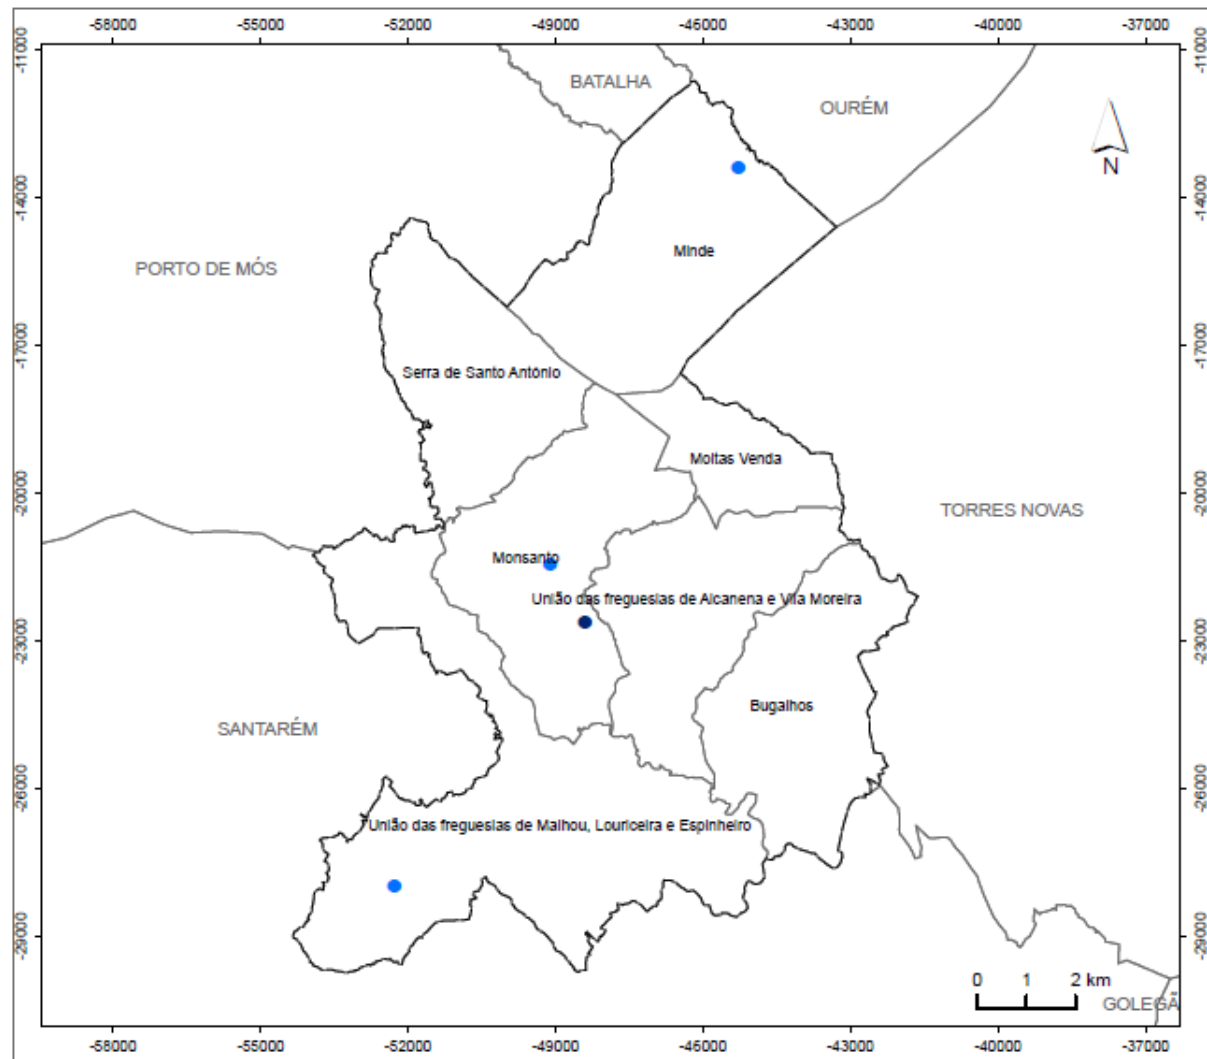 -58000 -55000 -52000 -49000 -46000 -43000 -40000 -37000
-11000 -11000
BATALHA
OURÉM
N
-14000 -14000
Minde
PORTO DE MÓS
-17000 -17000
Serra de Santo António
Moitas Venda
-20000 -20000
TORRES NOVAS
Monsanto
União das freguesias de Alcanena e Vila Moreira
-23000 -23000
Bugalhos
SANTARÉM
-26000 -26000
União das freguesias de Malhou, Louriceira e Espinheiro
-29000 -29000
0 1 2 km
GOLEGÃ
-58000 -55000 -52000 -49000 -46000 -43000 -40000 -37000